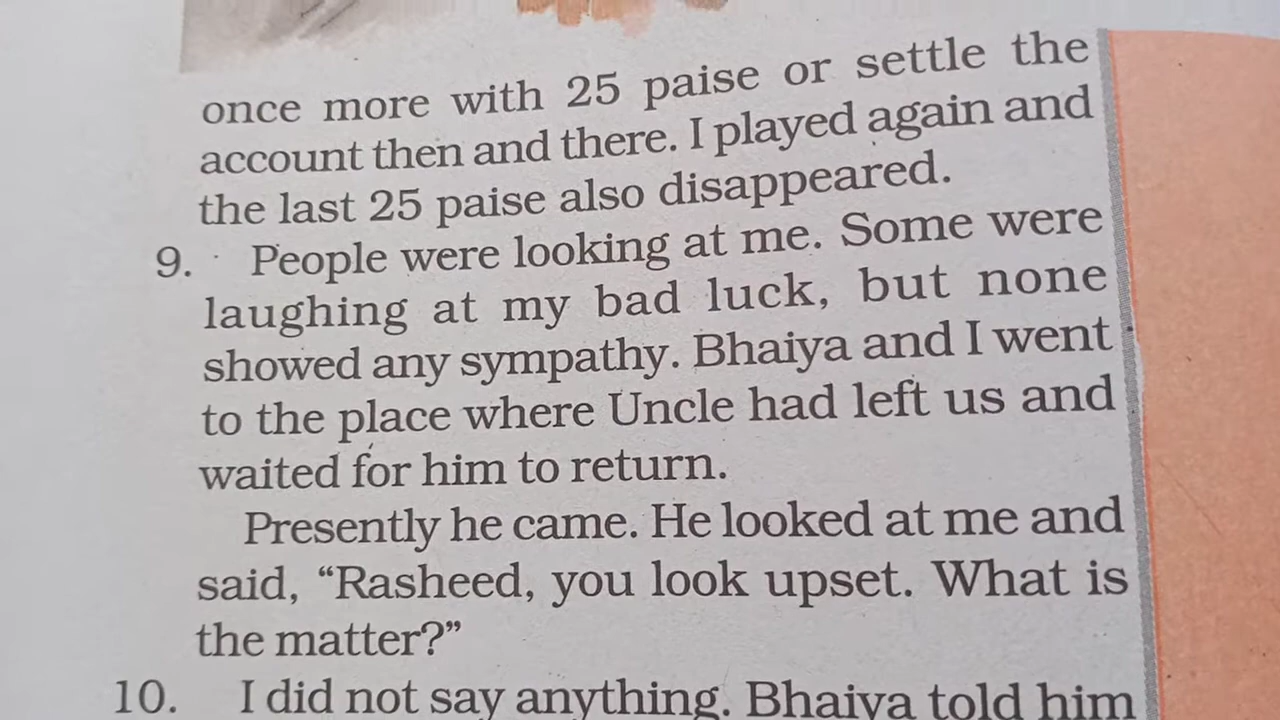 once more with 25 paise or settle the
account then and there. I played again and
the last 25 paise also disappeared.
9. People were looking at me. Some were
laughing at my bad luck, but none
showed any sympathy. Bhaiya and I went
to the place where Uncle had left us and
waited for him to return.
Presently he came. He looked at me and
said, “Rasheed, you look upset. What is
the matter?”
10. I did not say anything. Bhaiya told him